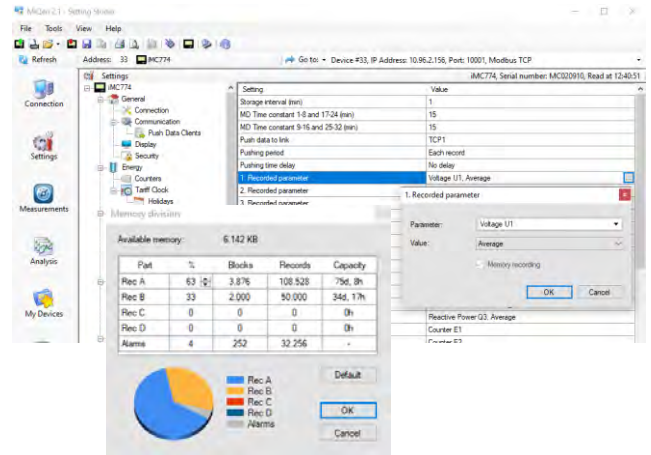 MiQen 2.1 - Setting Studio
File Tools View Help
Refresh
Address: 33 iMC774
Go to: Device #33, IP Address: 10.96.2.156, Port: 10001, Modbus TCP
Settings
iMC774, Serial number: MC020910, Read at 12:40:51
Connection
Settings
Measurements
Analysis
My Devices
iMC774
General
Connection
Communication
Push Data Clients
Display
Security
Energy
Counters
Tariff Clock
Holidays
Setting Value
Storage interval (min) 1
MD Time constant 1-8 and 17-24 (min) 15
MD Time constant 9-16 and 25-32 (min) 15
Push data to link TCP1
Pushing period Each record
Pushing time delay No delay
1. Recorded parameter Voltage U1, Average
2. Recorded parameter
3. Recorded parameter
Reactive Power Q3, Average
Counter E1
Counter E2
1. Recorded parameter
Parameter: Voltage U1
Value: Average
Memory recording
OK Cancel
Memory division
Available memory: 6.142 KB
Part % Blocks Records Capacity
Rec A 63 3.876 108.528 75d, 8h
Rec B 33 2.000 50.000 34d, 17h
Rec C 0 0 0 0h
Rec D 0 0 0 0h
Alarms 4 252 32.256 -
Rec A
Rec B
Rec C
Rec D
Alarms
Default
OK
Cancel